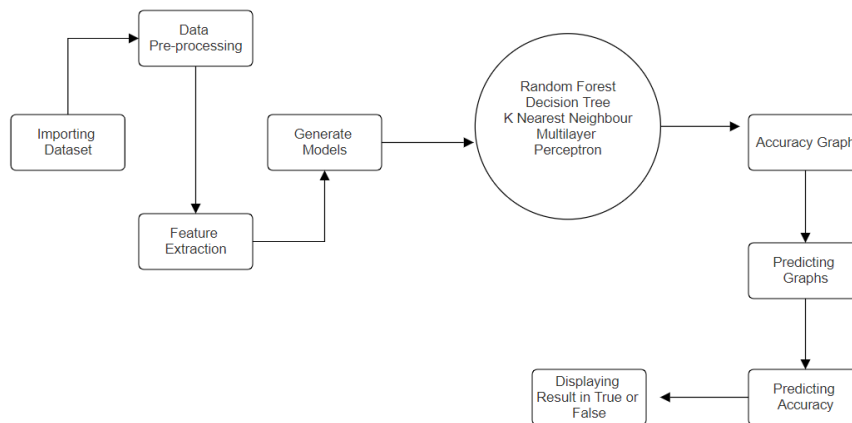 Data
Pre-processing
Importing
Dataset
Feature
Extraction
Generate
Models
Random Forest
Decision Tree
K Nearest Neighbour
Multilayer
Perceptron
Accuracy Graph
Predicting
Graphs
Predicting
Accuracy
Displaying
Result in True or
False